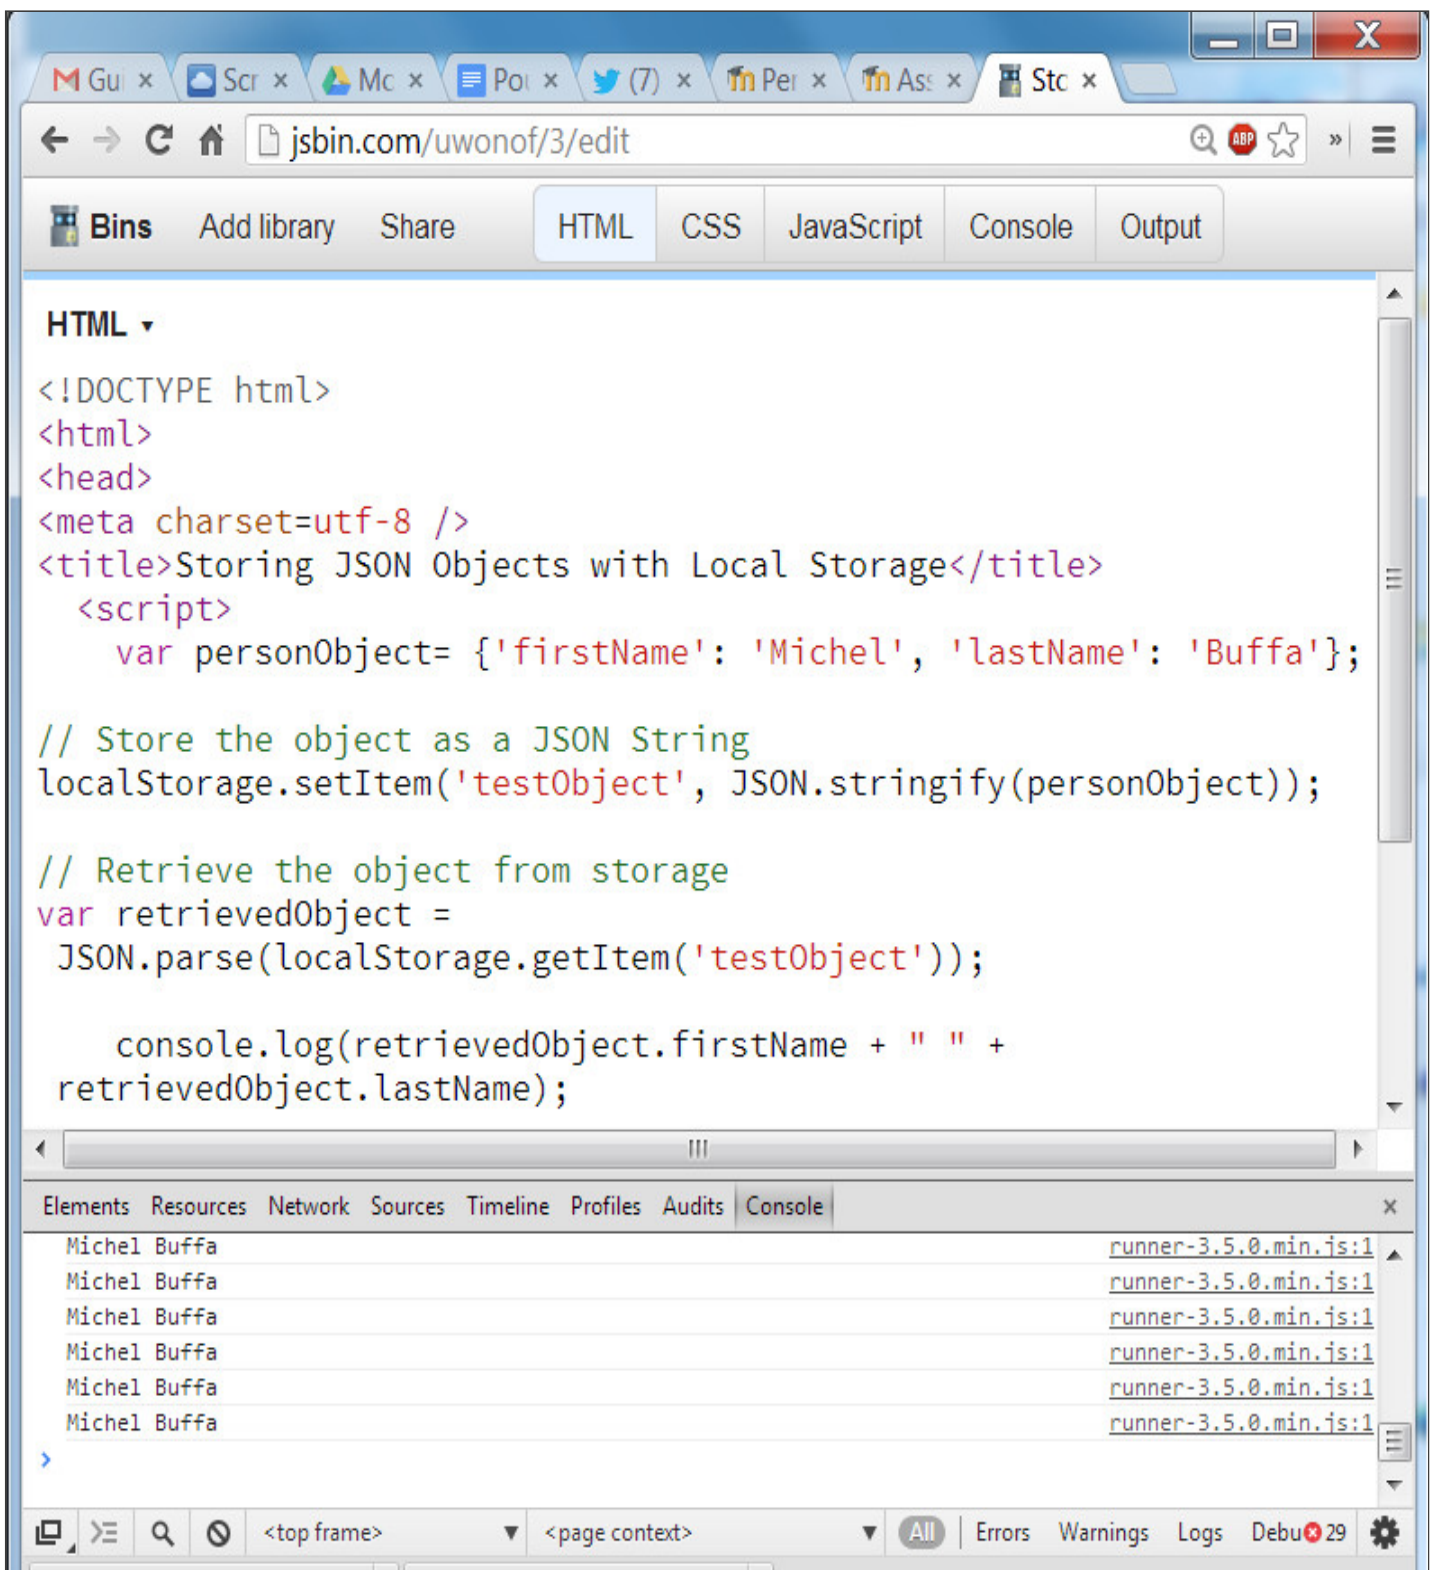 Gui Scr Mc Pou (7) Per Ass Stc
jsbin.com/uwonof/3/edit ABP »
Bins Add library Share HTML CSS JavaScript Console Output
HTML
<!DOCTYPE html>
<html>
<head>
<meta charset=utf-8 />
<title>Storing JSON Objects with Local Storage</title>
<script>
var personObject= {'firstName': 'Michel', 'lastName': 'Buffa'};
// Store the object as a JSON String
localStorage.setItem('testObject', JSON.stringify(personObject));
// Retrieve the object from storage
var retrievedObject =
JSON.parse(localStorage.getItem('testObject'));
console.log(retrievedObject.firstName + " " +
retrievedObject.lastName);
Elements Resources Network Sources Timeline Profiles Audits Console
Michel Buffa runner-3.5.0.min.js:1
Michel Buffa runner-3.5.0.min.js:1
Michel Buffa runner-3.5.0.min.js:1
Michel Buffa runner-3.5.0.min.js:1
Michel Buffa runner-3.5.0.min.js:1
Michel Buffa runner-3.5.0.min.js:1
<top frame> <page context> All Errors Warnings Logs Debu 29